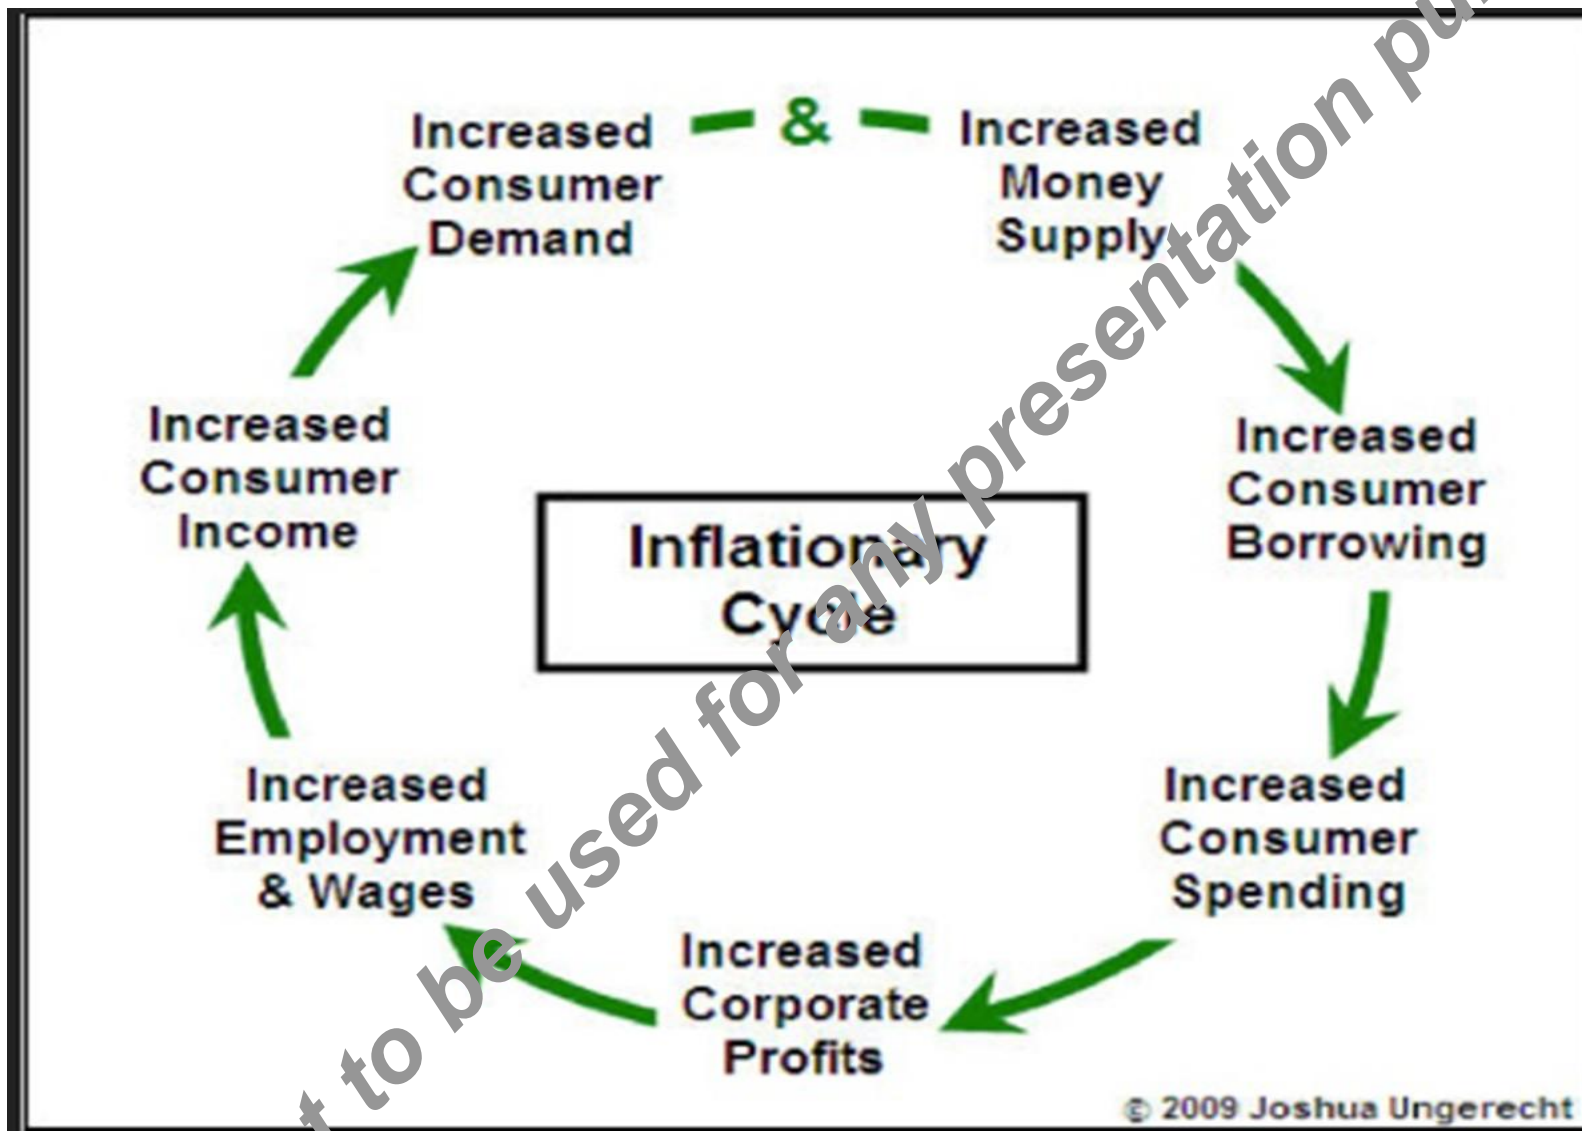 Increased
Consumer
Demand
&
Increased
Money
Supply
Increased
Consumer
Borrowing
Increased
Consumer
Spending
Increased
Corporate
Profits
Increased
Employment
& Wages
Increased
Consumer
Income
Inflationary
Cycle
to be used for any presentation
© 2009 Joshua Ungerecht